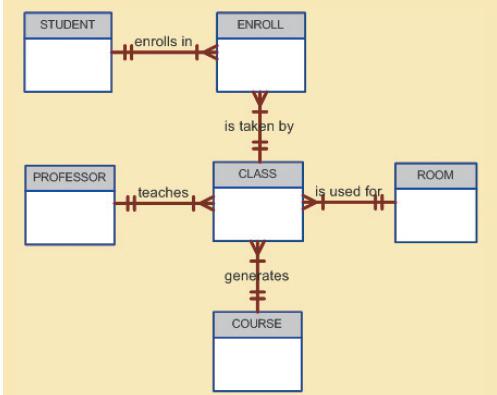 STUDENT
enrolls in
ENROLL
is taken by
PROFESSOR
teaches
CLASS
is used for
ROOM
generates
COURSE